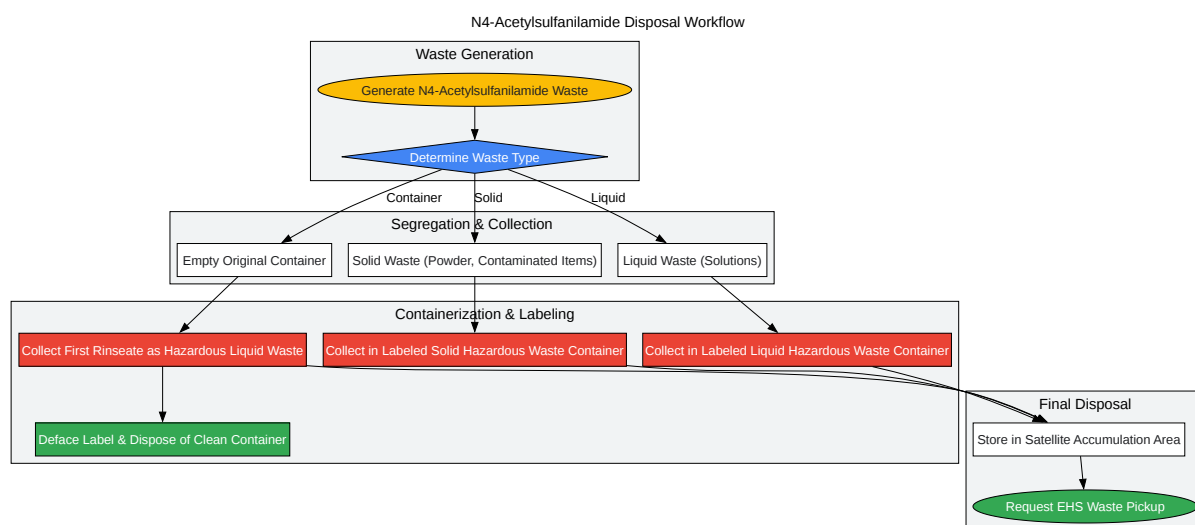 N4-Acetylsulfanilamide Disposal Workflow
Waste Generation
Generate N4-Acetylsulfanilamide Waste
Determine Waste Type
Container
Solid
Liquid
Segregation & Collection
Empty Original Container
Solid Waste (Powder, Contaminated Items)
Liquid Waste (Solutions)
Containerization & Labeling
Collect First Rinseate as Hazardous Liquid Waste
Collect in Labeled Solid Hazardous Waste Container
Collect in Labeled Liquid Hazardous Waste Container
Final Disposal
Deface Label & Dispose of Clean Container
Store in Satellite Accumulation Area
Request EHS Waste Pickup